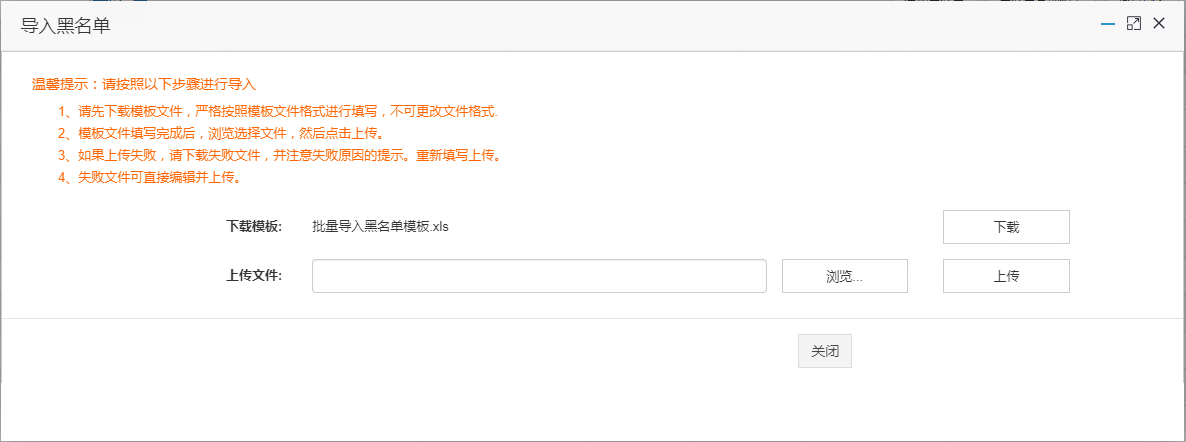 导入黑名单
温馨提示：请按照以下步骤进行导入
1、请先下载模板文件，严格按照模板文件格式进行填写，不可更改文件格式.
2、模板文件填写完成后，浏览选择文件，然后点击上传。
3、如果上传失败，请下载失败文件，并注意失败原因的提示。重新填写上传。
4、失败文件可直接编辑并上传。
下载模板: 批量导入黑名单模板.xls 下载
上传文件: 浏览... 上传
关闭